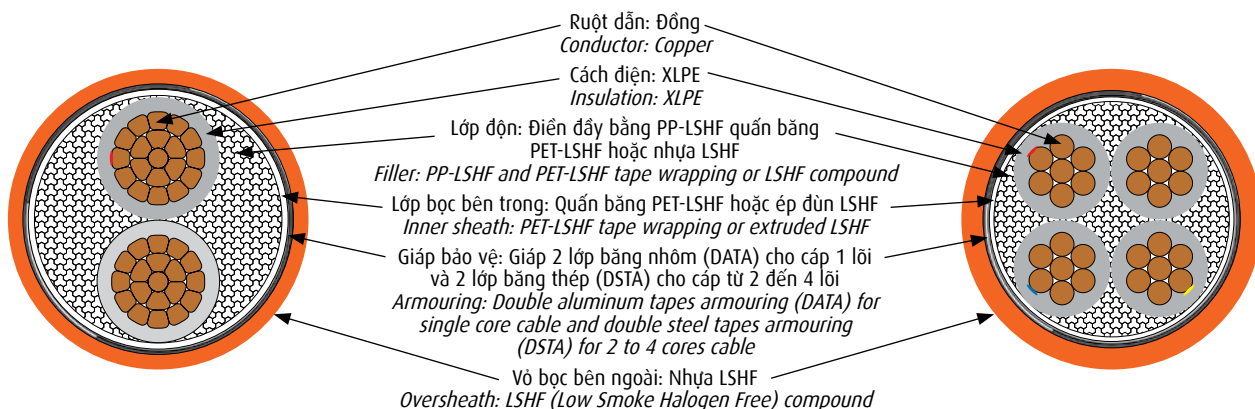 Ruột dẫn: Đồng
Conductor: Copper
Cách điện: XLPE
Insulation: XLPE
Lớp độn: Điền đầy bằng PP-LSHF quấn băng
PET-LSHF hoặc nhựa LSHF
Filler: PP-LSHF and PET-LSHF tape wrapping or LSHF compound
Lớp bọc bên trong: Quấn băng PET-LSHF hoặc ép đùn LSHF
Inner sheath: PET-LSHF tape wrapping or extruded LSHF
Giáp bảo vệ: Giáp 2 lớp băng nhôm (DATA) cho cáp 1 lõi
và 2 lớp băng thép (DSTA) cho cáp từ 2 đến 4 lõi
Armouring: Double aluminum tapes armouring (DATA) for
single core cable and double steel tapes armouring
(DSTA) for 2 to 4 cores cable
Vỏ bọc bên ngoài: Nhựa LSHF
Oversheath: LSHF (Low Smoke Halogen Free) compound